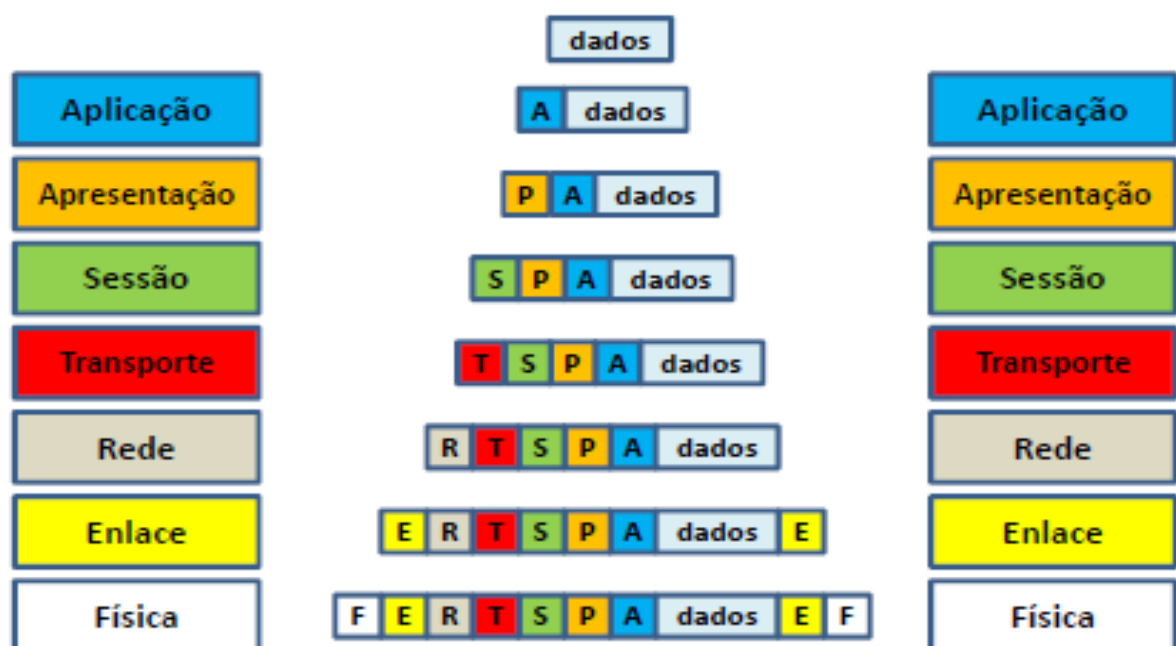 dados
Aplicação A dados Aplicação
Apresentação P A dados Apresentação
Sessão S P A dados Sessão
Transporte T S P A dados Transporte
Rede R T S P A dados Rede
Enlace E R T S P A dados E Enlace
Física F E R T S P A dados E F Física